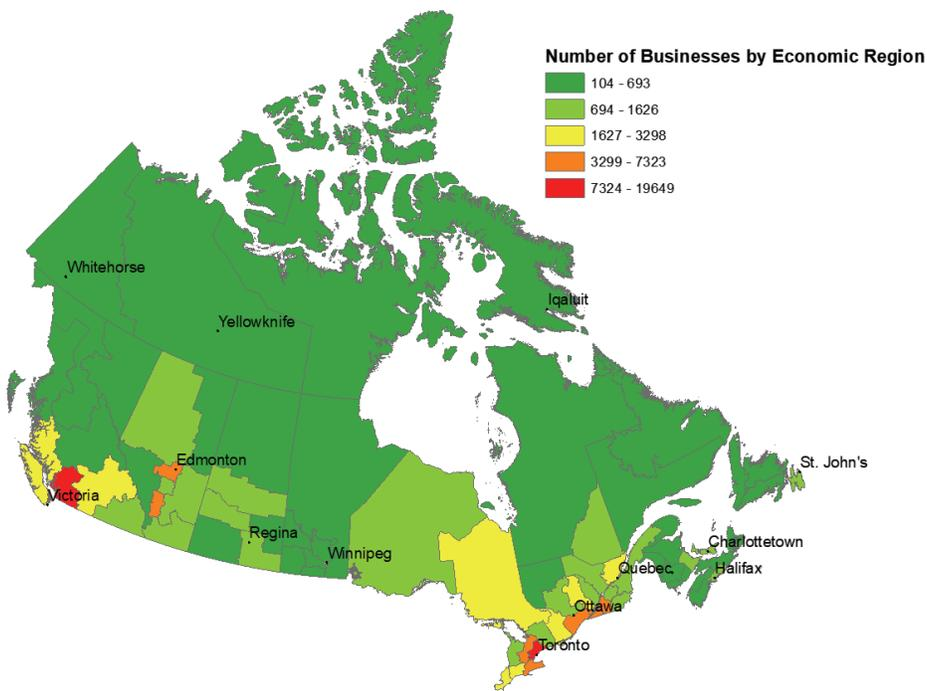 Number of Businesses by Economic Region
104 - 693
694 - 1626
1627 - 3298
3299 - 7323
7324 - 19649
Whitehorse
Iqaluit
Yellowknife
Edmonton
St. John's
Victoria
Regina
Charlottetown
Winnipeg
Quebec
Halifax
Ottawa
Toronto